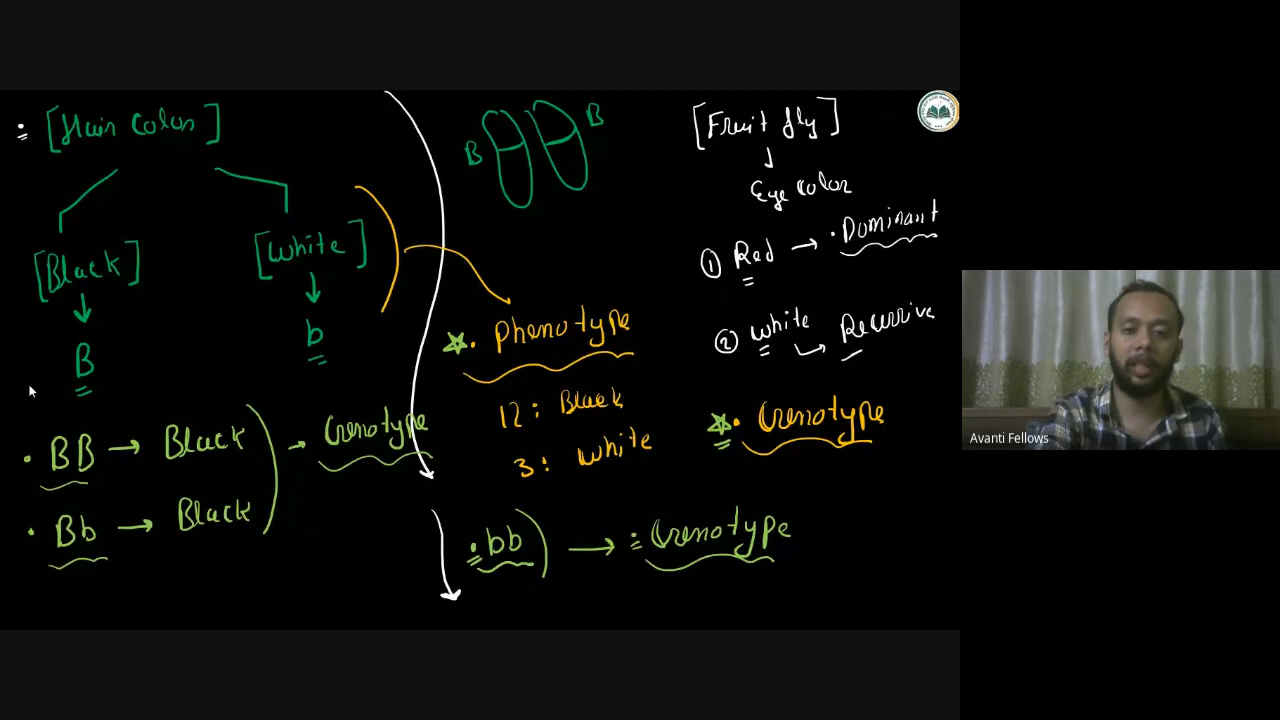 [Hair Color]
[Black]
[White]
B
b
BB → Black
Bb → Black
→ Genotype
B
B
Phenotype
12: Black
3: White
bb → Genotype
[Fruit fly]
Eye color
① Red → Dominant
② White → Recessive
Genotype
Avanti Fellows